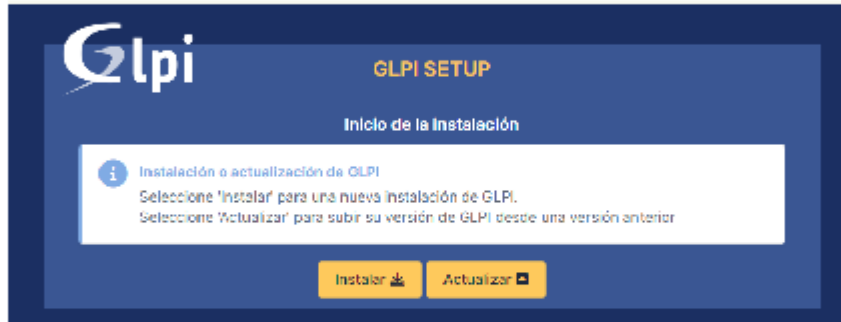 Glpi
GLPI SETUP
Inicio de la instalación
Instalación o actualización de GLPI
Seleccione 'Instalar' para una nueva instalación de GLPI.
Seleccione 'Actualizar' para subir su versión de GLPI desde una versión anterior
Instalar
Actualizar